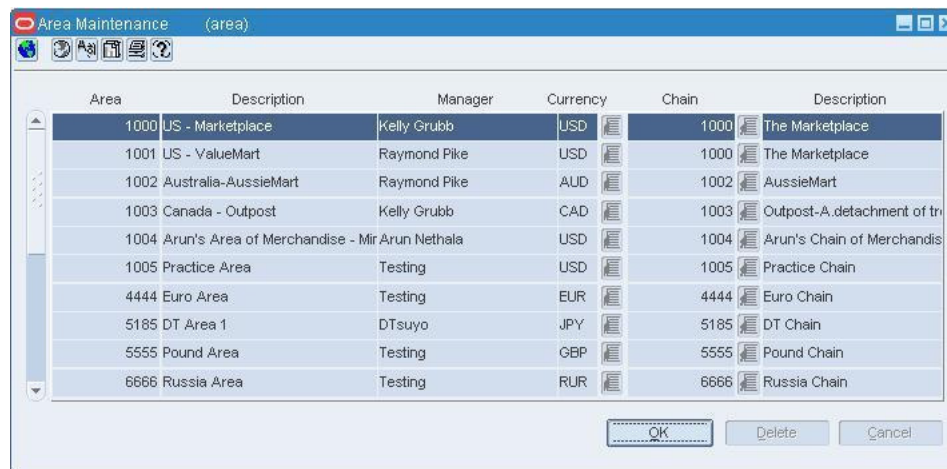 Area Maintenance (area)
Area Description Manager Currency Chain Description
1000 US - Marketplace Kelly Grubb USD 1000 The Marketplace
1001 US - ValueMart Raymond Pike USD 1000 The Marketplace
1002 Australia-AussieMart Raymond Pike AUD 1002 AussieMart
1003 Canada - Outpost Kelly Grubb CAD 1003 Outpost-A.detachment of tr
1004 Arun's Area of Merchandise - Mir Arun Nethala USD 1004 Arun's Chain of Merchandis
1005 Practice Area Testing USD 1005 Practice Chain
4444 Euro Area Testing EUR 4444 Euro Chain
5185 DT Area 1 DTsuyo JPY 5185 DT Chain
5555 Pound Area Testing GBP 5555 Pound Chain
6666 Russia Area Testing RUR 6666 Russia Chain
OK Delete Cancel